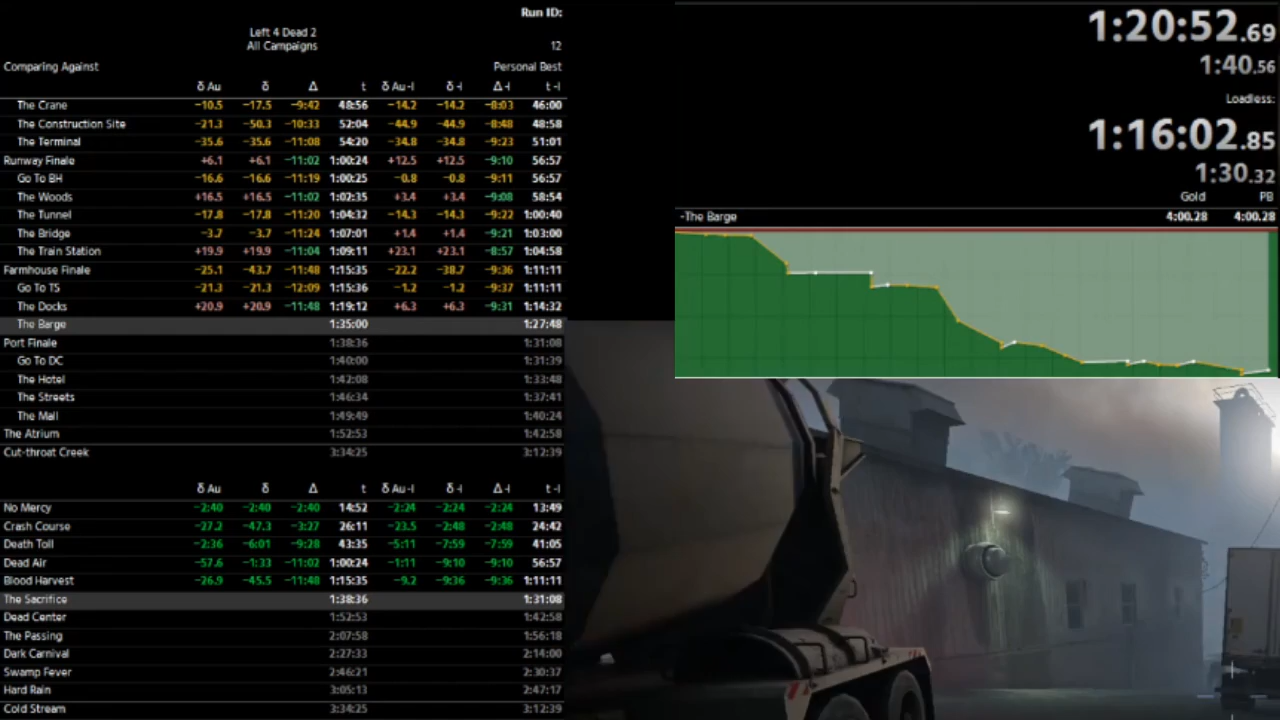 Run ID:
Left 4 Dead 2
All Campaigns 12
Comparing Against Personal Best
δ Au δ Δ t δ Au -l δ -l Δ -l t -l
The Crane −10.5 −17.5 −9:42 48:56 −14.2 −14.2 −8:03 46:00
The Construction Site −21.3 −50.3 −10:33 52:04 −44.9 −44.9 −8:48 48:58
The Terminal −35.6 −35.6 −11:08 54:20 −34.8 −34.8 −9:23 51:01
Runway Finale +6.1 +6.1 −11:02 1:00:24 +12.5 +12.5 −9:10 56:57
Go To BH −16.6 −16.6 −11:19 1:00:25 −0.8 −0.8 −9:11 56:57
The Woods +16.5 +16.5 −11:02 1:02:35 +3.4 +3.4 −9:08 58:54
The Tunnel −17.8 −17.8 −11:20 1:04:32 −14.3 −14.3 −9:22 1:00:40
The Bridge −3.7 −3.7 −11:24 1:07:01 +1.4 +1.4 −9:21 1:03:00
The Train Station +19.9 +19.9 −11:04 1:09:11 +23.1 +23.1 −8:57 1:04:58
Farmhouse Finale −25.1 −43.7 −11:48 1:15:35 −22.2 −38.7 −9:36 1:11:11
Go To TS −21.3 −21.3 −12:09 1:15:36 −1.2 −1.2 −9:37 1:11:11
The Docks +20.9 +20.9 −11:48 1:19:12 +6.3 +6.3 −9:31 1:14:32
The Barge 1:35:00 1:27:48
Port Finale 1:38:36 1:31:08
Go To DC 1:40:00 1:31:39
The Hotel 1:42:08 1:33:48
The Streets 1:46:34 1:37:41
The Mall 1:49:49 1:40:24
The Atrium 1:52:53 1:42:58
Cut-throat Creek 3:34:25 3:12:39
δ Au δ Δ t δ Au -l δ -l Δ -l t -l
No Mercy −2:40 −2:40 −2:40 14:52 −2:24 −2:24 −2:24 13:49
Crash Course −27.2 −47.3 −3:27 26:11 −23.5 −2:48 −2:48 24:42
Death Toll −2:36 −6:01 −9:28 43:35 −5:11 −7:59 −7:59 41:05
Dead Air −57.6 −1:33 −11:02 1:00:24 −1:11 −9:10 −9:10 56:57
Blood Harvest −26.9 −45.5 −11:48 1:15:35 −9.2 −9:36 −9:36 1:11:11
The Sacrifice 1:38:36 1:31:08
Dead Center 1:52:53 1:42:58
The Passing 2:07:58 1:56:18
Dark Carnival 2:27:33 2:14:00
Swamp Fever 2:46:21 2:30:37
Hard Rain 3:05:13 2:47:17
Cold Stream 3:34:25 3:12:39
1:20:52.69
1:40.56
Loadless:
1:16:02.85
1:30.32
Gold PB
-The Barge 4:00.28 4:00.28